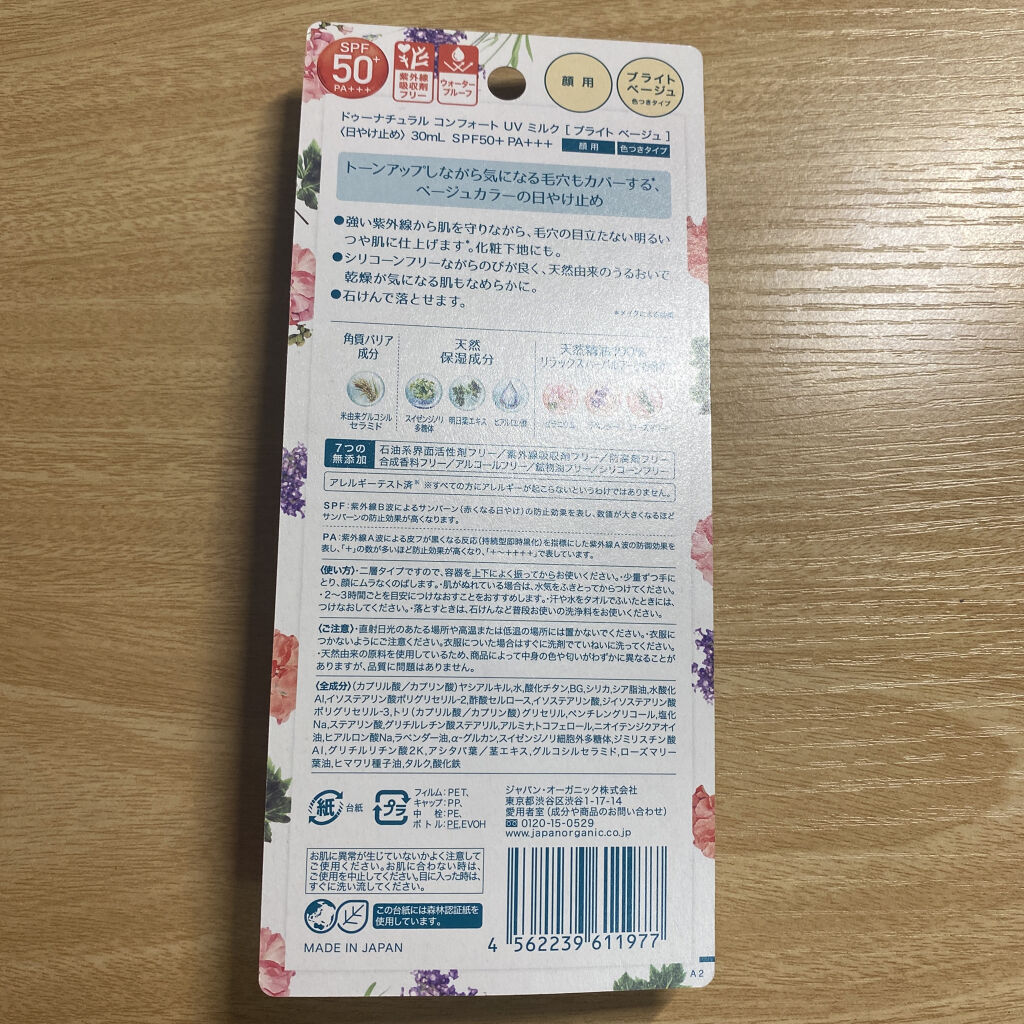 SPF
50+
PA+++
紫外線
吸収剤
フリー
ウォーター
プルーフ
顔用
ブライト
ベージュ
色つきタイプ
ドゥーナチュラル コンフォート UV ミルク [ ブライト ベージュ ]
〈日やけ止め〉 30mL SPF50+ PA+++ 顔用 色つきタイプ
トーンアップ*しながら気になる毛穴もカバーする*、
ベージュカラーの日やけ止め
●強い紫外線から肌を守りながら、毛穴の目立たない明るい
つや肌に仕上げます*。化粧下地にも。
●シリコーンフリーながらのびが良く、天然由来のうるおいで
乾燥が気になる肌もなめらかに。
●石けんで落とせます。
*メイクによる効果
角質バリア
成分
米由来グルコシル
セラミド
天然
保湿成分
スイゼンジノリ
多糖体
明日葉エキス
ヒアルロン酸
天然精油100%
7つの
無添加
石油系界面活性剤フリー／紫外線吸収剤フリー／防腐剤フリー
合成香料フリー／アルコールフリー／鉱物油フリー／シリコーンフリー
アレルギーテスト済※ ※すべての方にアレルギーが起こらないというわけではありません。
SPF：紫外線B波によるサンバーン（赤くなる日やけ）の防止効果を表し、数値が大きくなるほど
サンバーンの防止効果が高くなります。
PA：紫外線A波による皮フが黒くなる反応（持続型即時黒化）を指標にした紫外線A波の防御効果を
表し、「+」の数が多いほど防止効果が高くなり、「+〜++++」で表しています。
〈使い方〉・二層タイプですので、容器を上下によく振ってからお使いください。・少量ずつ手に
とり、顔にムラなくのばします。・肌がぬれている場合は、水気をふきとってからつけてください。
・2〜3時間ごとを目安につけなおすことをおすすめします。・汗や水をタオルでふいたときには、
つけなおしてください。・落とすときは、石けんなど普段お使いの洗浄料をお使いください。
〈ご注意〉・直射日光のあたる場所や高温または低温の場所には置かないでください。・衣服に
つかないようにご注意ください。衣服についた場合はすぐに洗剤でていねいに洗ってください。
・天然由来の原料を使用しているため、商品によって中身の色や匂いがわずかに異なることが
ありますが、品質に問題はありません。
〈全成分〉（カプリル酸／カプリン酸）ヤシアルキル,水,酸化チタン,BG,シリカ,シア脂油,水酸化
Al,イソステアリン酸ポリグリセリル-2,酢酸セルロース,イソステアリン酸,ジイソステアリン酸
ポリグリセリル-3,トリ（カプリル酸／カプリン酸）グリセリル,ペンチレングリコール,塩化
Na,ステアリン酸,グリチルレチン酸ステアリル,アルミナ,トコフェロール,ニオイテンジクアオイ
油,ヒアルロン酸Na,ラベンダー油,α-グルカン,スイゼンジノリ細胞外多糖体,ジミリスチン酸
Al,グリチルリチン酸2K,アシタバ葉／茎エキス,グルコシルセラミド,ローズマリー
葉油,ヒマワリ種子油,タルク,酸化鉄
紙 台紙
プラ
フィルム：PET、
キャップ：PP、
中 栓：PE、
ボトル：PE,EVOH
ジャパン・オーガニック株式会社
東京都渋谷区渋谷1-17-14
愛用者室（成分や商品のお問い合わせ）
0120-15-0529
www.japanorganic.co.jp
お肌に異常が生じていないかよく注意して
ご使用ください。お肌に合わない時は、
ご使用を中止してください。目に入った時は、
すぐに洗い流してください。
この台紙には森林認証紙を
使用しています。
MADE IN JAPAN
4 562239 611977
A2